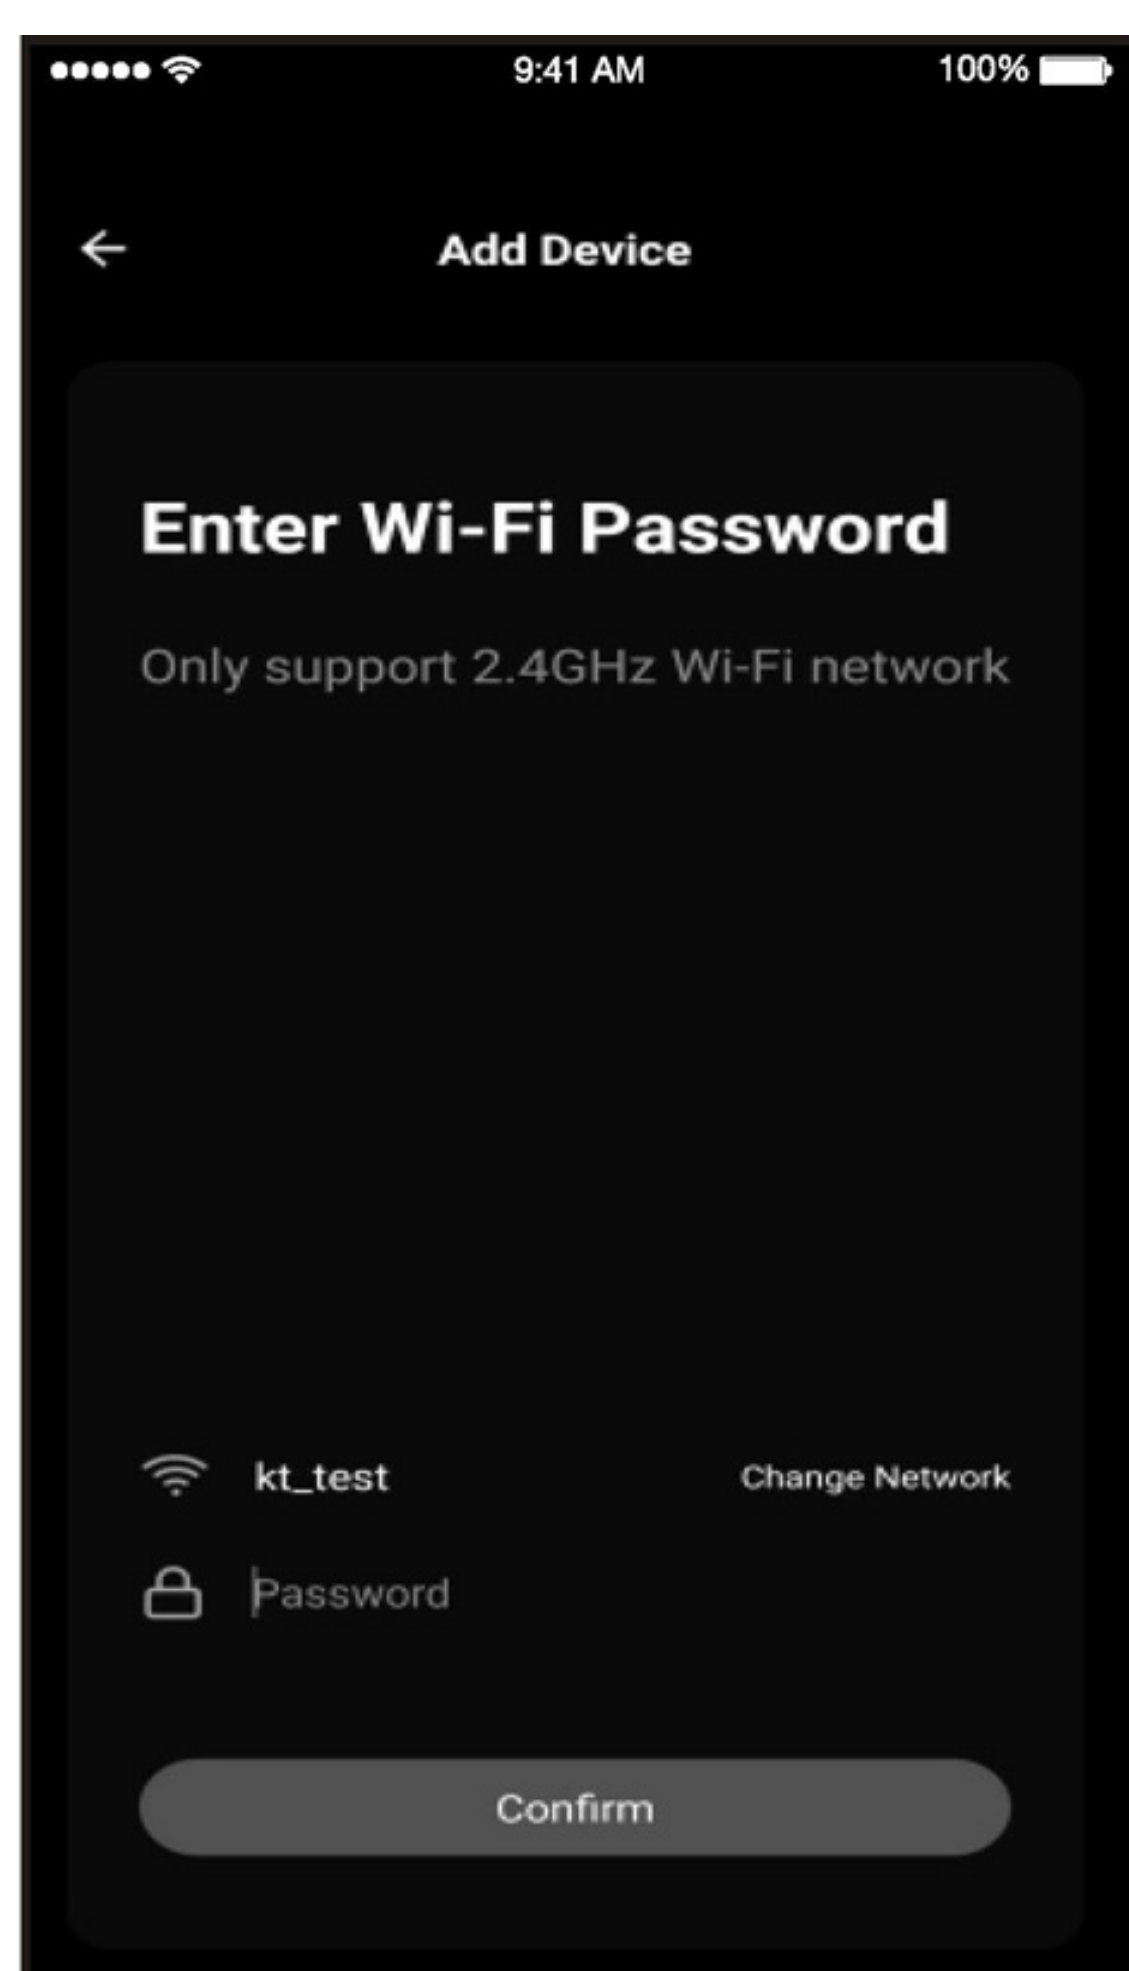 9:41 AM 100%
Add Device
Enter Wi-Fi Password
Only support 2.4GHz Wi-Fi network
kt_test Change Network
Password
Confirm